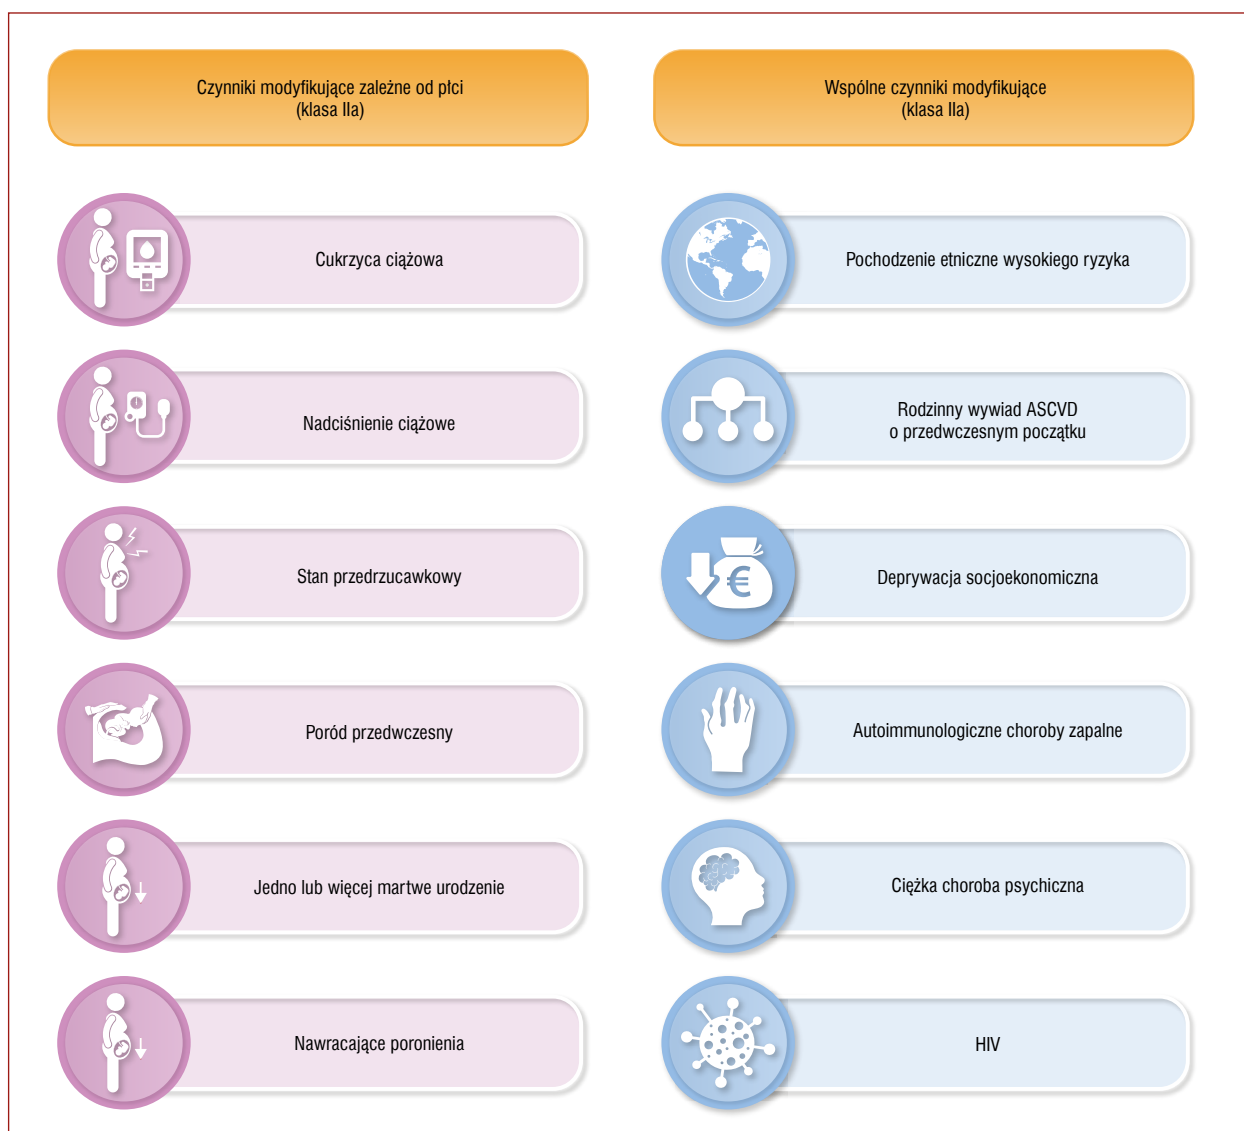 Czynniki modyfikujące zależne od płci
(klasa IIa)
Cukrzyca ciążowa
Nadciśnienie ciążowe
Stan przedrzucawkowy
Poród przedwczesny
Jedno lub więcej martwe urodzenie
Nawracające poronienia
Wspólne czynniki modyfikujące
(klasa IIa)
Pochodzenie etniczne wysokiego ryzyka
Rodzinny wywiad ASCVD
o przedwczesnym początku
€
Deprywacja socjoekonomiczna
Autoimmunologiczne choroby zapalne
Ciężka choroba psychiczna
HIV